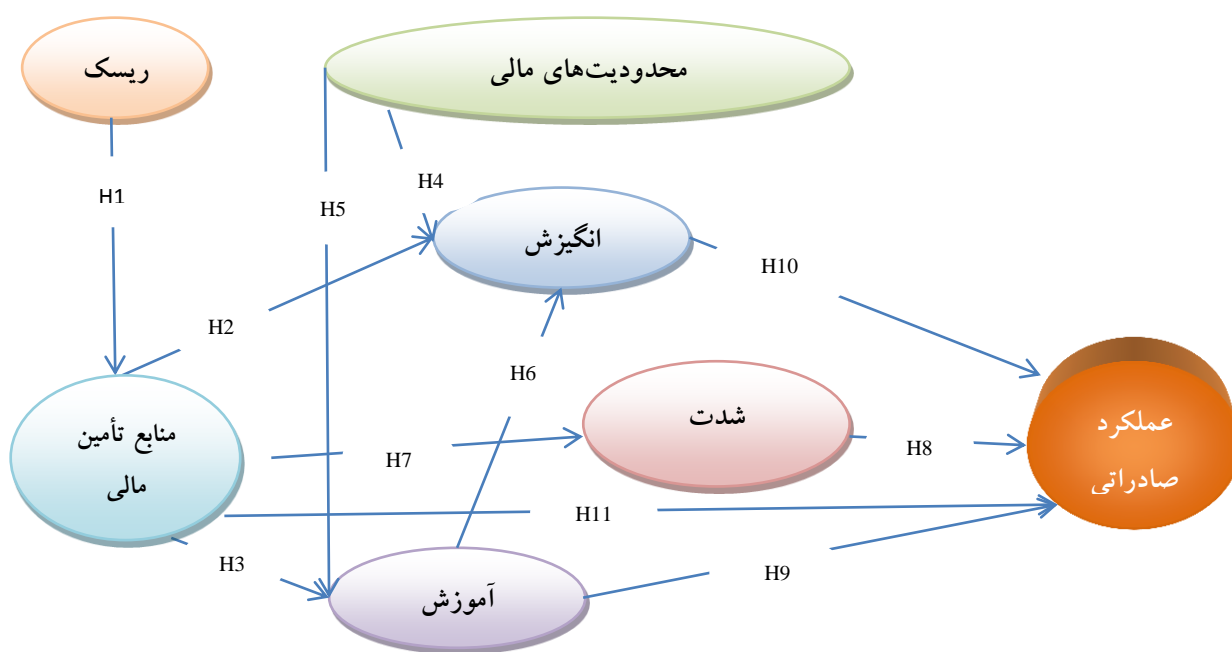 ریسک
محدودیت‌های مالی
H1
H4
H5
انگیزش
H10
H2
H6
شدت
منابع تأمین
مالی
عملکرد
صادراتی
H7
H8
H11
H3
آموزش
H9